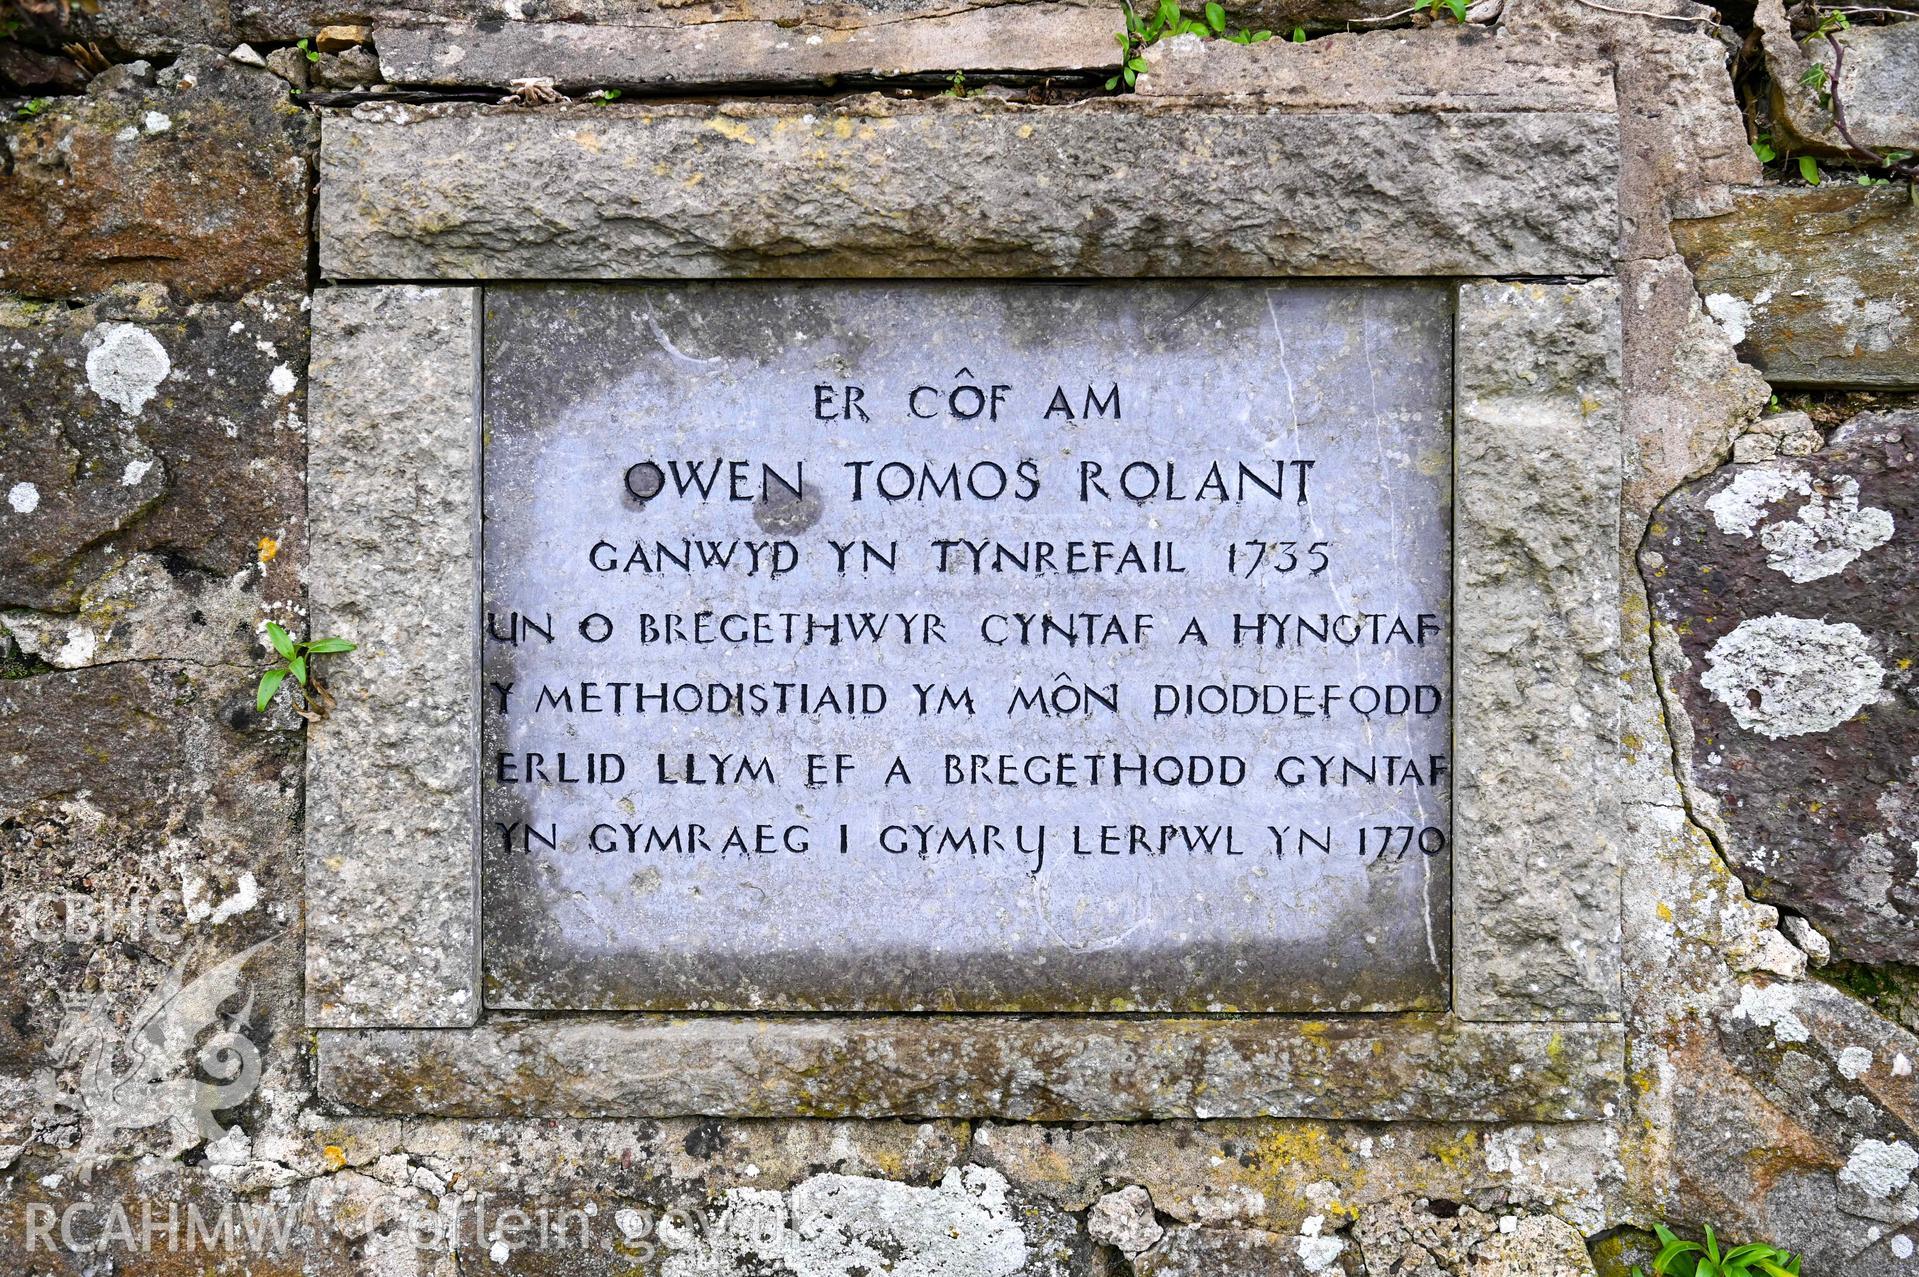 ER CÔF AM
OWEN TOMOS ROLANT
GANWYD YN TYNREFAIL 1735
UN O BREGETHWYR CYNTAF A HYNOTAF
Y METHODISTIAID YM MÔN DIODDEFODD
ERLID LLYM EF A BREGETHODD GYNTAF
YN GYMRAEG I GYMRY LERPWL YN 1770
CBHC
RCAHMW Coflein.gov.uk